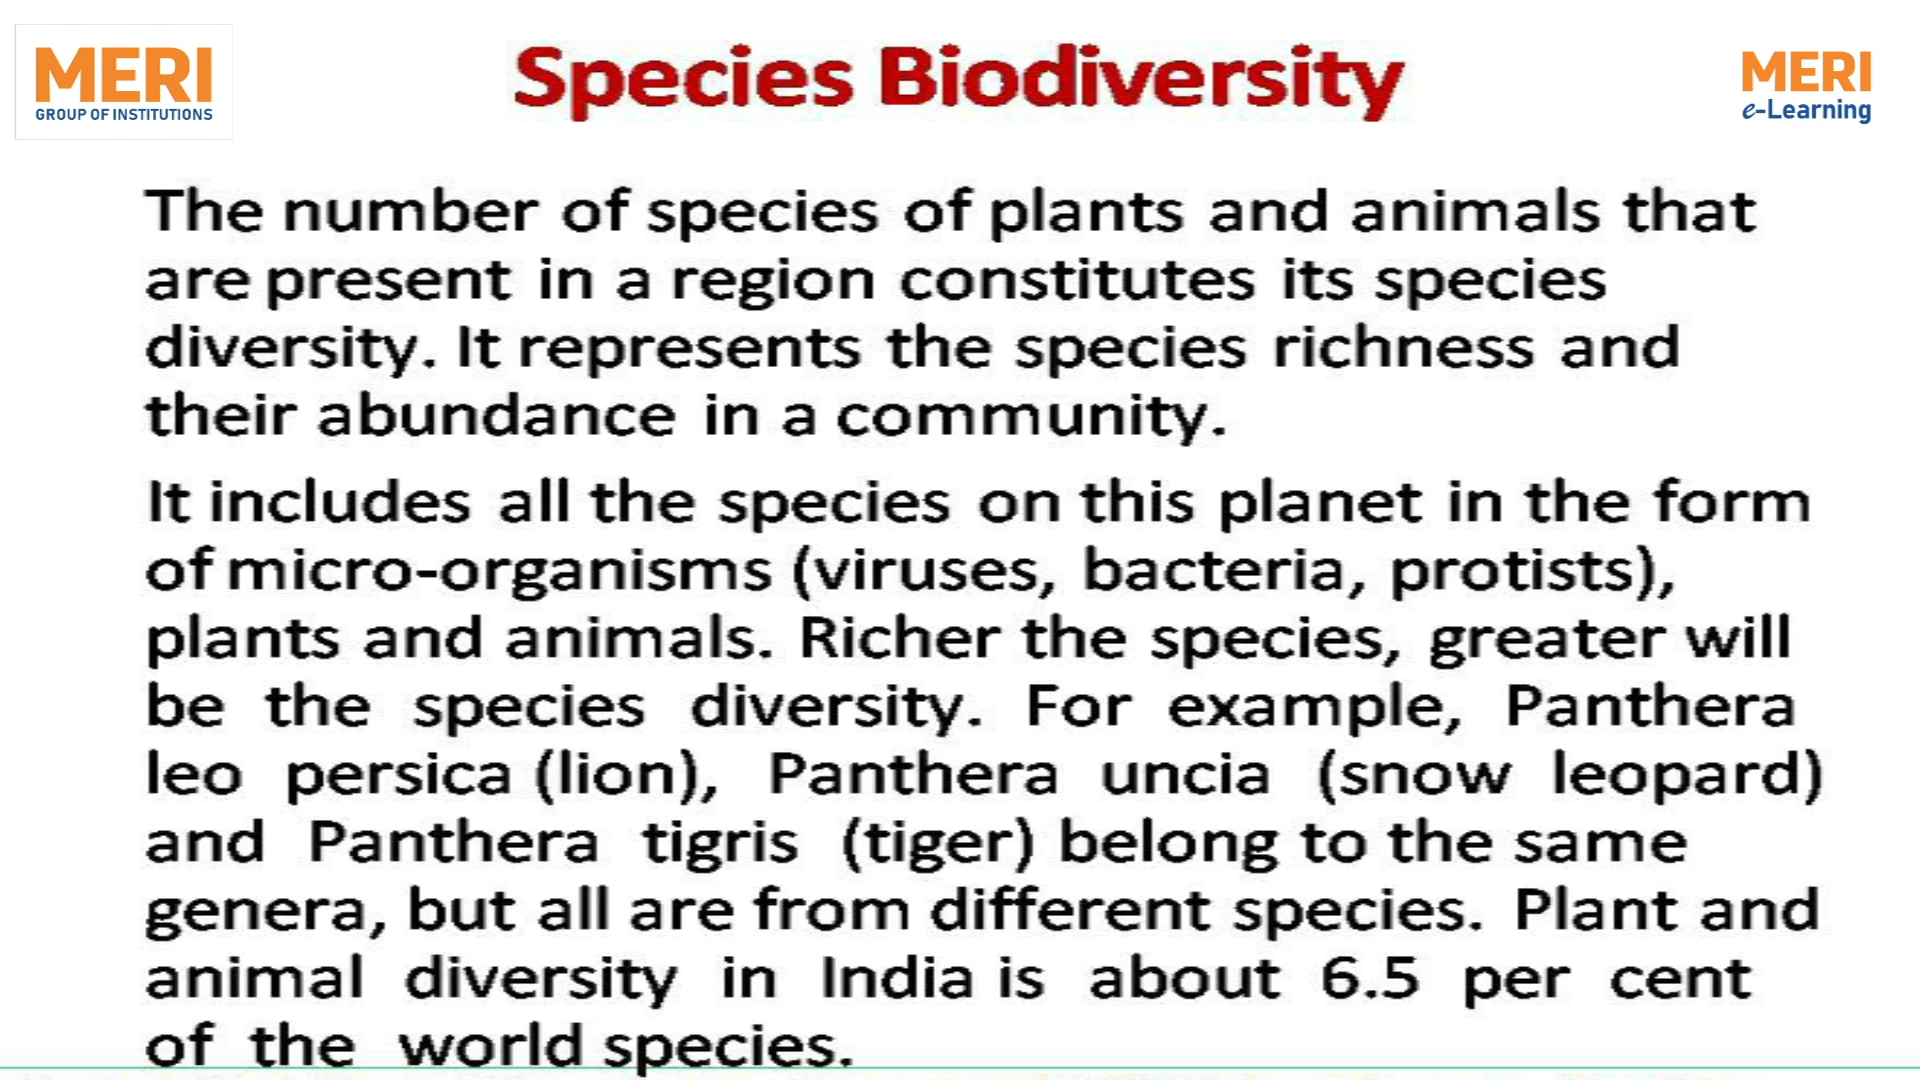 MERI
GROUP OF INSTITUTIONS
Species Biodiversity
MERI
e-Learning
The number of species of plants and animals that
are present in a region constitutes its species
diversity. It represents the species richness and
their abundance in a community.
It includes all the species on this planet in the form
of micro-organisms (viruses, bacteria, protists),
plants and animals. Richer the species, greater will
be the species diversity. For example, Panthera
leo persica (lion), Panthera uncia (snow leopard)
and Panthera tigris (tiger) belong to the same
genera, but all are from different species. Plant and
animal diversity in India is about 6.5 per cent
of the world species.